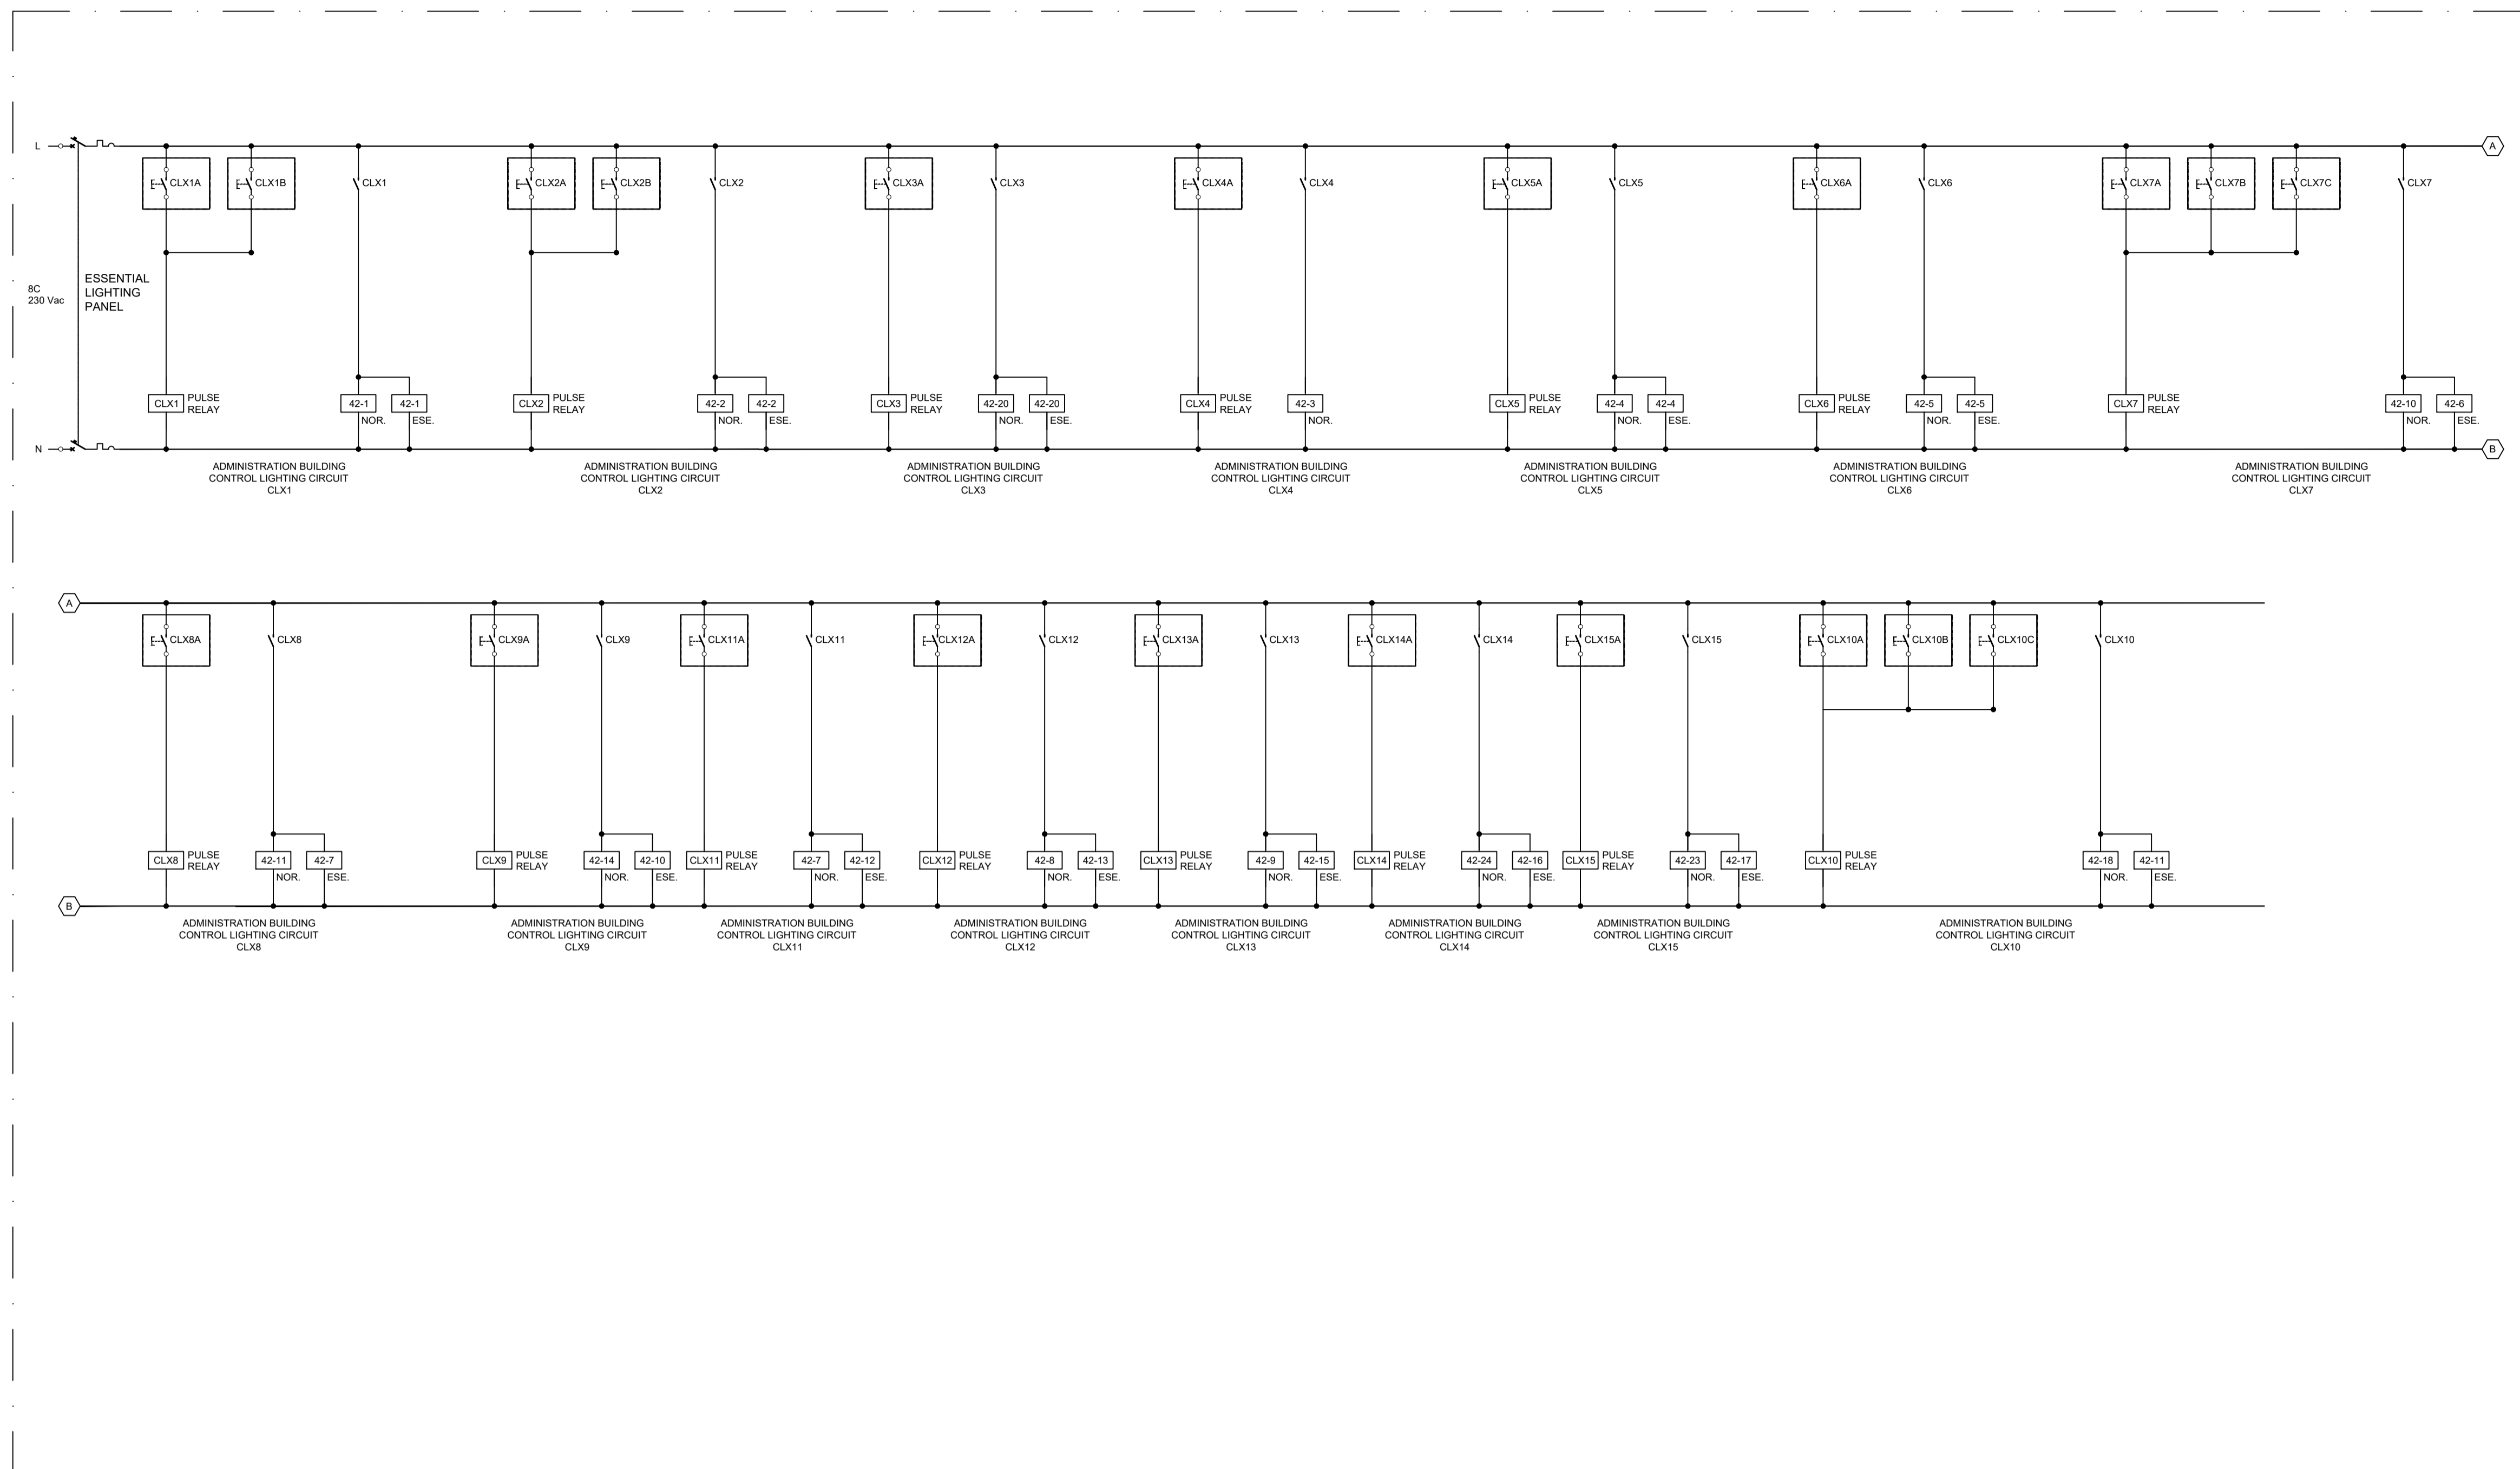 L
A
CLX1A
CLX1B
CLX1
CLX2A
CLX2B
CLX2
CLX3A
CLX3
CLX4A
CLX4
CLX5A
CLX5
CLX6A
CLX6
CLX7A
CLX7B
CLX7C
CLX7
8C
230 Vac
ESSENTIAL
LIGHTING
PANEL
CLX1
PULSE
RELAY
42-1
NOR.
42-1
ESE.
CLX2
PULSE
RELAY
42-2
NOR.
42-2
ESE.
CLX3
PULSE
RELAY
42-20
NOR.
42-20
ESE.
CLX4
PULSE
RELAY
42-3
NOR.
CLX5
PULSE
RELAY
42-4
NOR.
42-4
ESE.
CLX6
PULSE
RELAY
42-5
NOR.
42-5
ESE.
CLX7
PULSE
RELAY
42-10
NOR.
42-6
ESE.
N
B
ADMINISTRATION BUILDING
CONTROL LIGHTING CIRCUIT
CLX1
ADMINISTRATION BUILDING
CONTROL LIGHTING CIRCUIT
CLX2
ADMINISTRATION BUILDING
CONTROL LIGHTING CIRCUIT
CLX3
ADMINISTRATION BUILDING
CONTROL LIGHTING CIRCUIT
CLX4
ADMINISTRATION BUILDING
CONTROL LIGHTING CIRCUIT
CLX5
ADMINISTRATION BUILDING
CONTROL LIGHTING CIRCUIT
CLX6
ADMINISTRATION BUILDING
CONTROL LIGHTING CIRCUIT
CLX7
A
CLX8A
CLX8
CLX9A
CLX9
CLX11A
CLX11
CLX12A
CLX12
CLX13A
CLX13
CLX14A
CLX14
CLX15A
CLX15
CLX10A
CLX10B
CLX10C
CLX10
CLX8
PULSE
RELAY
42-11
NOR.
42-7
ESE.
CLX9
PULSE
RELAY
42-14
NOR.
42-10
ESE.
CLX11
PULSE
RELAY
42-7
NOR.
42-12
ESE.
CLX12
PULSE
RELAY
42-8
NOR.
42-13
ESE.
CLX13
PULSE
RELAY
42-9
NOR.
42-15
ESE.
CLX14
PULSE
RELAY
42-24
NOR.
42-16
ESE.
CLX15
PULSE
RELAY
42-23
NOR.
42-17
ESE.
CLX10
PULSE
RELAY
42-18
NOR.
42-11
ESE.
B
ADMINISTRATION BUILDING
CONTROL LIGHTING CIRCUIT
CLX8
ADMINISTRATION BUILDING
CONTROL LIGHTING CIRCUIT
CLX9
ADMINISTRATION BUILDING
CONTROL LIGHTING CIRCUIT
CLX11
ADMINISTRATION BUILDING
CONTROL LIGHTING CIRCUIT
CLX12
ADMINISTRATION BUILDING
CONTROL LIGHTING CIRCUIT
CLX13
ADMINISTRATION BUILDING
CONTROL LIGHTING CIRCUIT
CLX14
ADMINISTRATION BUILDING
CONTROL LIGHTING CIRCUIT
CLX15
ADMINISTRATION BUILDING
CONTROL LIGHTING CIRCUIT
CLX10